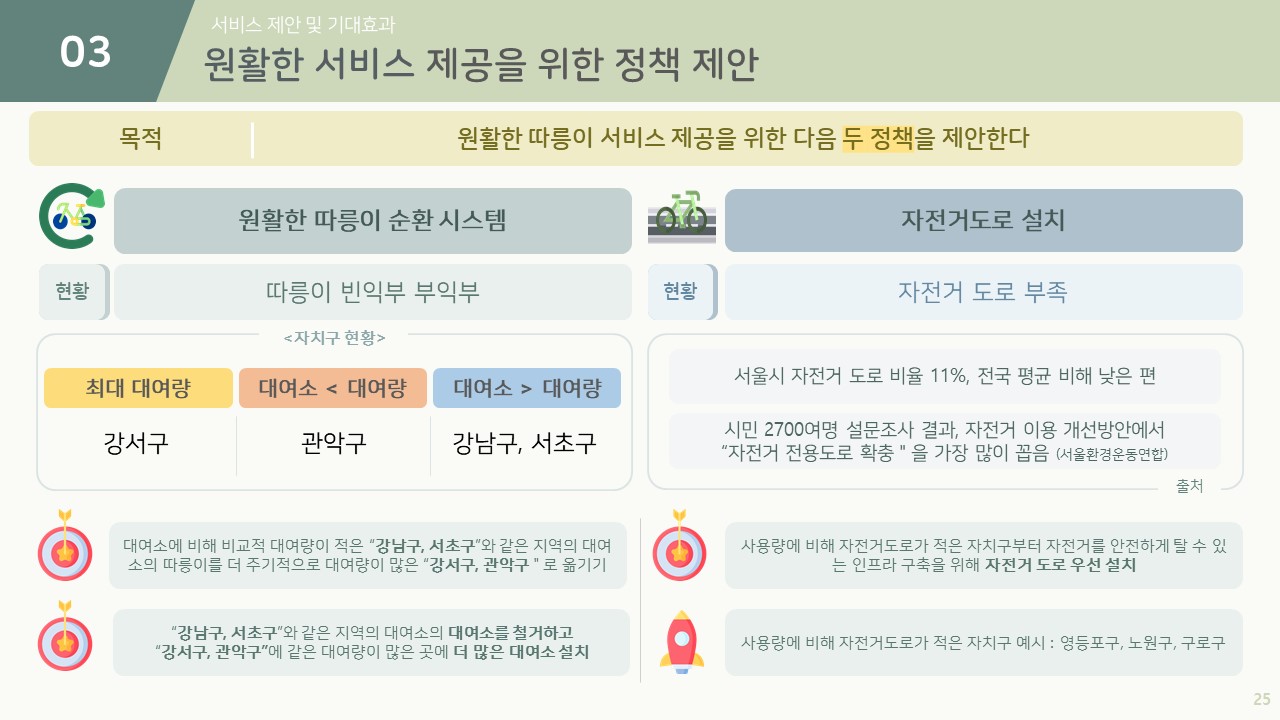 03
서비스 제안 및 기대효과
원활한 서비스 제공을 위한 정책 제안
목적
원활한 따릉이 서비스 제공을 위한 다음 두 정책을 제안한다
원활한 따릉이 순환 시스템
현황
따릉이 빈익부 부익부
<자치구 현황>
최대 대여량
대여소 < 대여량
대여소 > 대여량
강서구
관악구
강남구, 서초구
대여소에 비해 비교적 대여량이 적은 “강남구, 서초구”와 같은 지역의 대여
소의 따릉이를 더 주기적으로 대여량이 많은 “강서구, 관악구 " 로 옮기기
“강남구, 서초구”와 같은 지역의 대여소의 대여소를 철거하고
“강서구, 관악구”에 같은 대여량이 많은 곳에 더 많은 대여소 설치
자전거도로 설치
현황
자전거 도로 부족
서울시 자전거 도로 비율 11%, 전국 평균 비해 낮은 편
시민 2700여명 설문조사 결과, 자전거 이용 개선방안에서
“자전거 전용도로 확충 " 을 가장 많이 꼽음 (서울환경운동연합)
출처
사용량에 비해 자전거도로가 적은 자치구부터 자전거를 안전하게 탈 수 있
는 인프라 구축을 위해 자전거 도로 우선 설치
사용량에 비해 자전거도로가 적은 자치구 예시 : 영등포구, 노원구, 구로구
25